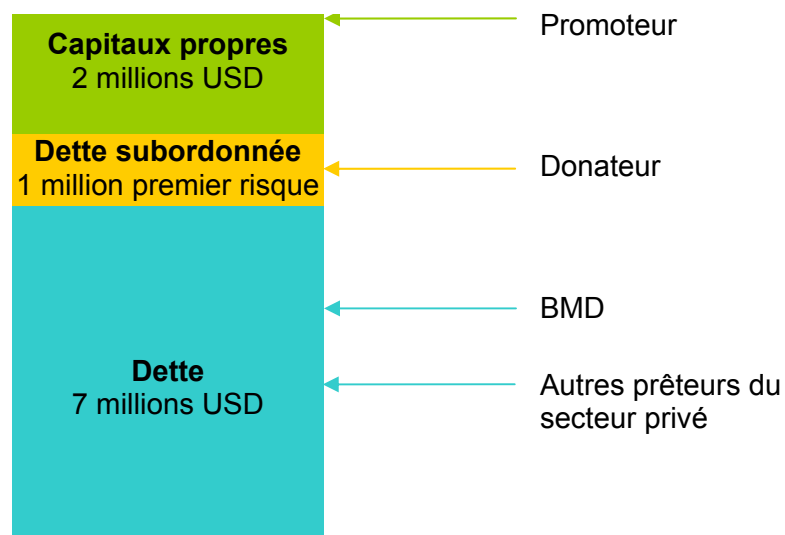 Capitaux propres
2 millions USD
Promoteur
Dette subordonnée
1 million premier risque
Donateur
BMD
Dette
7 millions USD
Autres prêteurs du
secteur privé